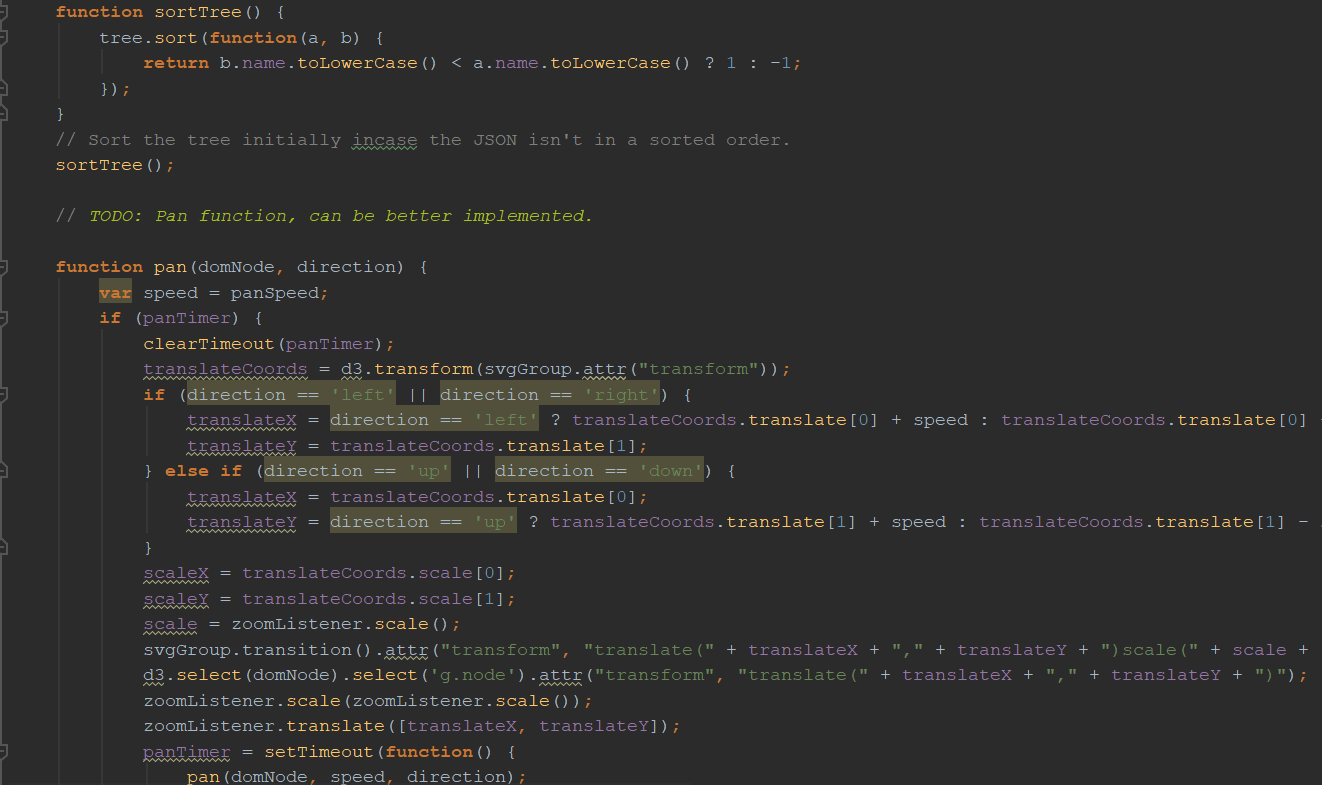 function sortTree() {
    tree.sort(function(a, b) {
        return b.name.toLowerCase() < a.name.toLowerCase() ? 1 : -1;
    });
}
// Sort the tree initially incase the JSON isn't in a sorted order.
sortTree();

// TODO: Pan function, can be better implemented.

function pan(domNode, direction) {
    var speed = panSpeed;
    if (panTimer) {
        clearTimeout(panTimer);
        translateCoords = d3.transform(svgGroup.attr("transform"));
        if (direction == 'left' || direction == 'right') {
            translateX = direction == 'left' ? translateCoords.translate[0] + speed : translateCoords.translate[0]
            translateY = translateCoords.translate[1];
        } else if (direction == 'up' || direction == 'down') {
            translateX = translateCoords.translate[0];
            translateY = direction == 'up' ? translateCoords.translate[1] + speed : translateCoords.translate[1] -
        }
        scaleX = translateCoords.scale[0];
        scaleY = translateCoords.scale[1];
        scale = zoomListener.scale();
        svgGroup.transition().attr("transform", "translate(" + translateX + "," + translateY + ")scale(" + scale +
        d3.select(domNode).select('g.node').attr("transform", "translate(" + translateX + "," + translateY + ")");
        zoomListener.scale(zoomListener.scale());
        zoomListener.translate([translateX, translateY]);
        panTimer = setTimeout(function() {
            pan(domNode, speed, direction);